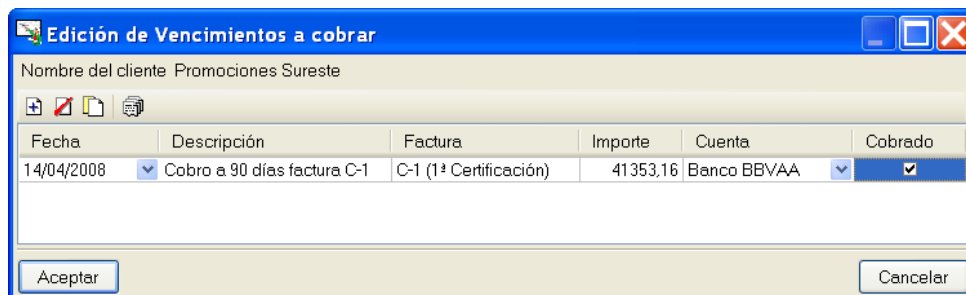 Edición de Vencimientos a cobrar
Nombre del cliente Promociones Sureste
Fecha Descripción Factura Importe Cuenta Cobrado
14/04/2008 Cobro a 90 días factura C-1 C-1 (1ª Certificación) 41353,16 Banco BBVAA
Aceptar Cancelar